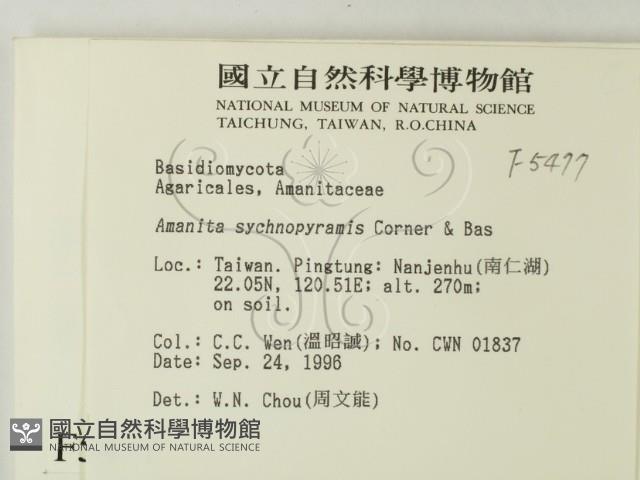 國立自然科學博物館
NATIONAL MUSEUM OF NATURAL SCIENCE
TAICHUNG, TAIWAN, R.O.CHINA
F-5477
Basidiomycota
Agaricales, Amanitaceae
Amanita sychnopyramis Corner & Bas
Loc.: Taiwan. Pingtung: Nanjenhu(南仁湖)
22.05N, 120.51E; alt. 270m;
on soil.
Col.: C.C. Wen(溫昭誠); No. CWN 01837
Date: Sep. 24, 1996
Det.: W.N. Chou(周文能)
國立自然科學博物館
NATIONAL MUSEUM OF NATURAL SCIENCE